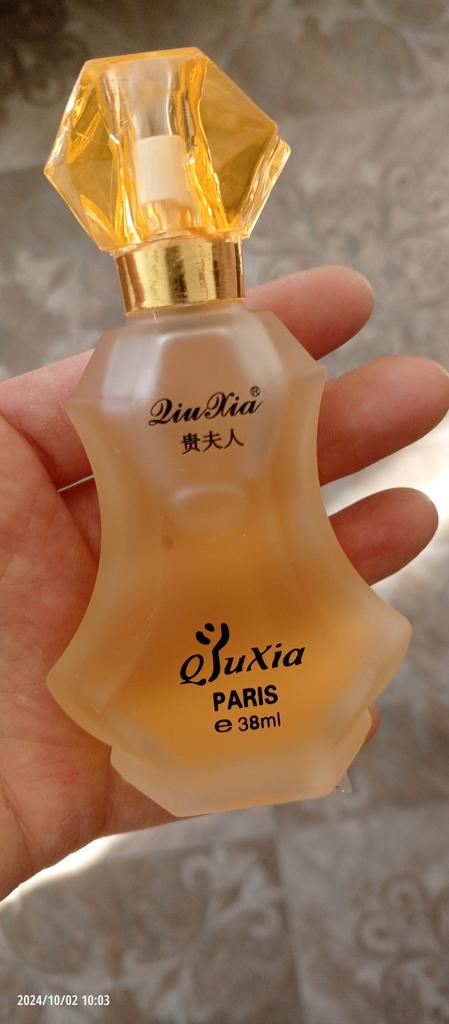 QiuXia®
贵夫人
QiuXia
PARIS
℮ 38ml
2024/10/02 10:03